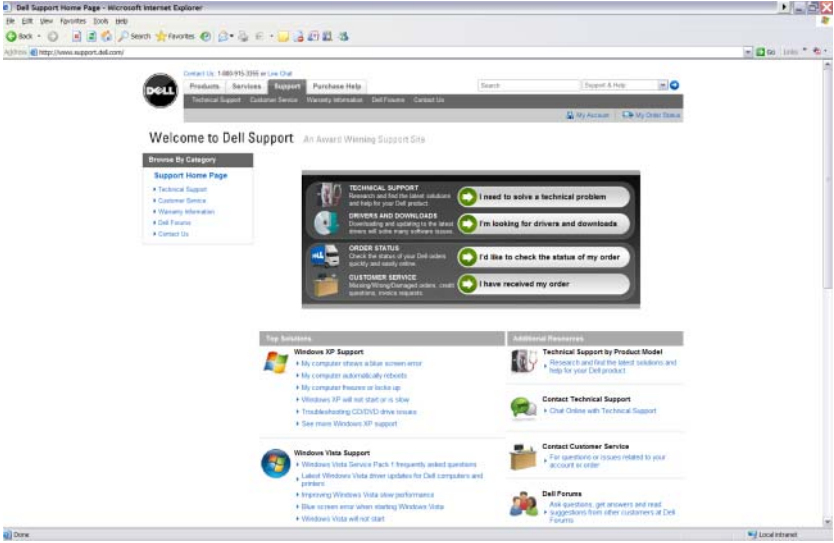 Dell Support Home Page - Microsoft Internet Explorer
File Edit View Favorites Tools Help
Back Search Favorites
Address http://www.support.dell.com/ Go Links
Contact Us: 1-880-915-3355 or Live Chat
DELL
Products Services Support Purchase Help Search Support & Help
Technical Support Customer Service Warranty Information Dell Forums Contact Us
My Account My Order Status
Welcome to Dell Support An Award Winning Support Site
Browse By Category
Support Home Page
Technical Support
Customer Service
Warranty Information
Dell Forums
Contact Us
TECHNICAL SUPPORT
Research and find the latest solutions
and help for your Dell product.
I need to solve a technical problem
DRIVERS AND DOWNLOADS
Downloading and updating to the latest
drivers will solve many software issues.
I'm looking for drivers and downloads
ORDER STATUS
Check the status of your Dell orders
quickly and easily online.
I'd like to check the status of my order
CUSTOMER SERVICE
Missing/Wrong/Damaged orders, credit
questions, invoice requests.
I have received my order
Top Solutions
Windows XP Support
My computer shows a blue screen error
My computer automatically reboots
My computer freezes or locks up
Windows XP will not start or is slow
Troubleshooting CD/DVD drive issues
See more Windows XP support
Windows Vista Support
Windows Vista Service Pack 1 frequently asked questions
Latest Windows Vista driver updates for Dell computers and
printers
Improving Windows Vista slow performance
Blue screen error when starting Windows Vista
Windows Vista will not start
Additional Resources
Technical Support by Product Model
Research and find the latest solutions and
help for your Dell product.
Contact Technical Support
Chat Online with Technical Support
Contact Customer Service
For questions or issues related to your
account or order
Dell Forums
Ask questions, get answers and read
suggestions from other customers at Dell
Forums
Done Local intranet